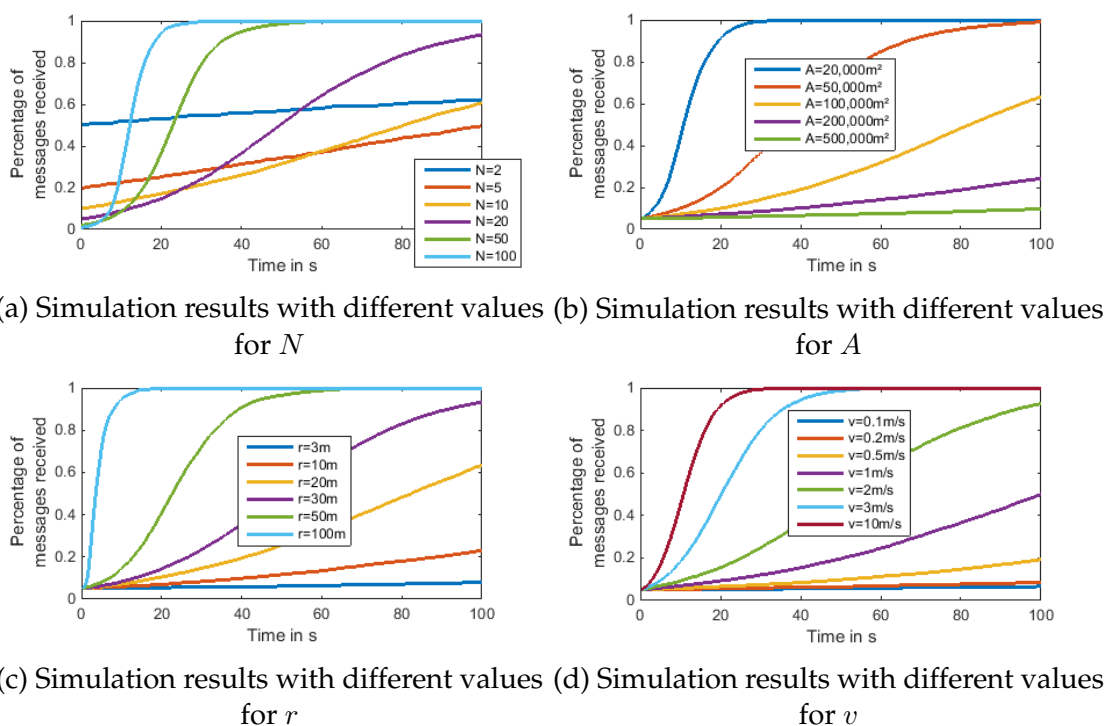 Percentage of
messages received
1
0.8
0.6
0.4
0.2
0
0 20 40 60 80 100
Time in s
N=2
N=5
N=10
N=20
N=50
N=100
Percentage of
messages received
1
0.8
0.6
0.4
0.2
0
0 20 40 60 80 100
Time in s
A=20,000m²
A=50,000m²
A=100,000m²
A=200,000m²
A=500,000m²
(a) Simulation results with different values
for N
(b) Simulation results with different values
for A
Percentage of
messages received
1
0.8
0.6
0.4
0.2
0
0 20 40 60 80 100
Time in s
r=3m
r=10m
r=20m
r=30m
r=50m
r=100m
Percentage of
messages received
1
0.8
0.6
0.4
0.2
0
0 20 40 60 80 100
Time in s
v=0.1m/s
v=0.2m/s
v=0.5m/s
v=1m/s
v=2m/s
v=3m/s
v=10m/s
(c) Simulation results with different values
for r
(d) Simulation results with different values
for v